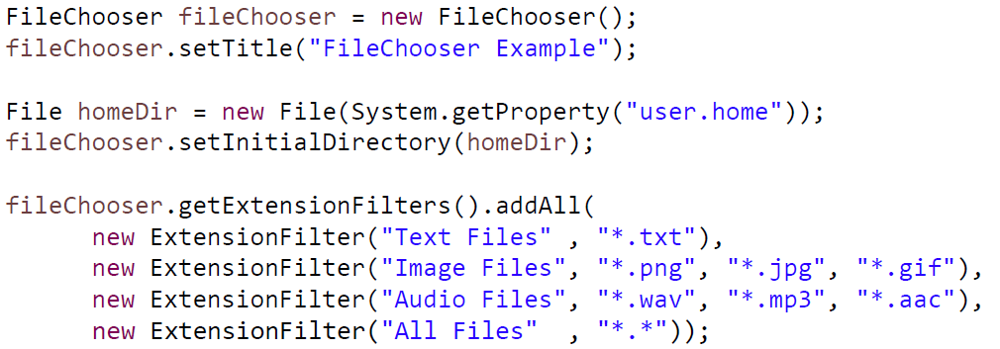 FileChooser fileChooser = new FileChooser();
fileChooser.setTitle("FileChooser Example");
File homeDir = new File(System.getProperty("user.home"));
fileChooser.setInitialDirectory(homeDir);
fileChooser.getExtensionFilters().addAll(
      new ExtensionFilter("Text Files" , "*.txt"),
      new ExtensionFilter("Image Files", "*.png", "*.jpg", "*.gif"),
      new ExtensionFilter("Audio Files", "*.wav", "*.mp3", "*.aac"),
      new ExtensionFilter("All Files"  , "*.*"));